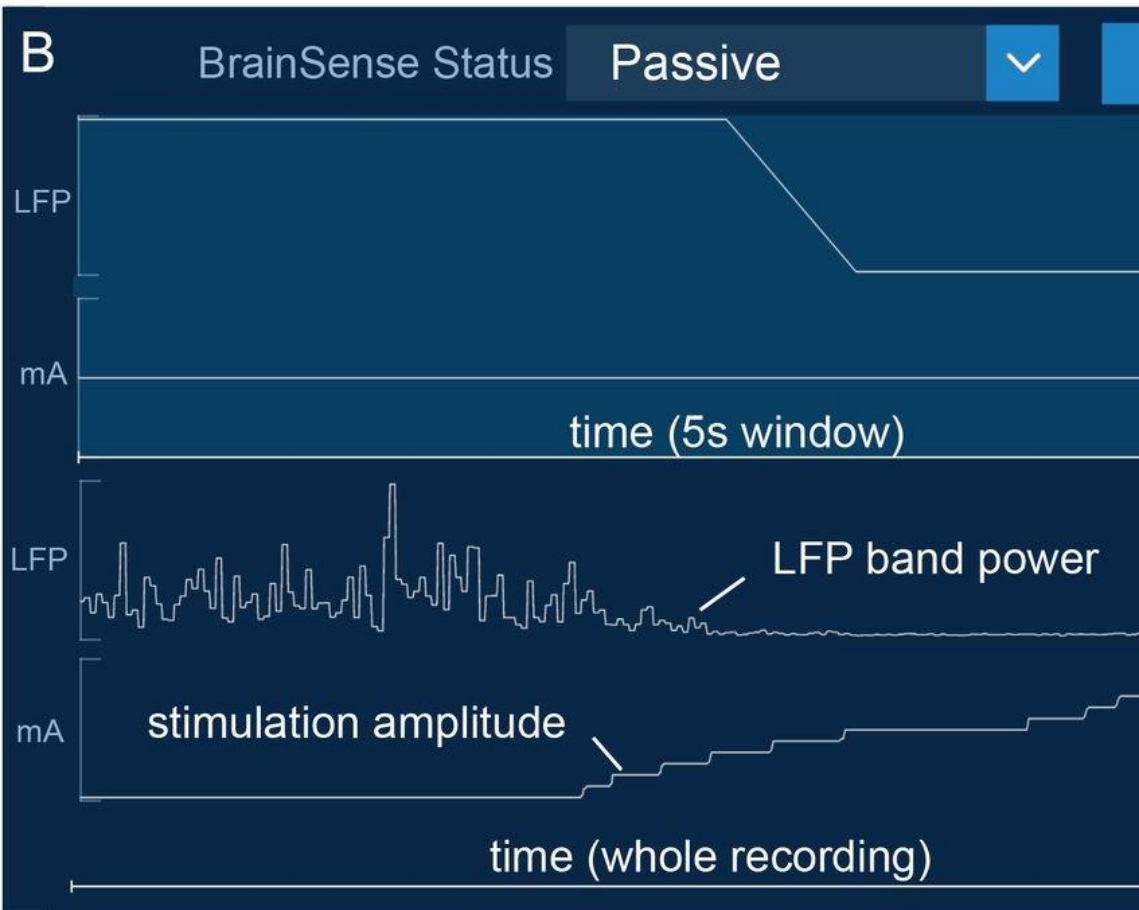 B
BrainSense Status Passive
LFP
mA
time (5s window)
LFP
LFP band power
mA
stimulation amplitude
time (whole recording)